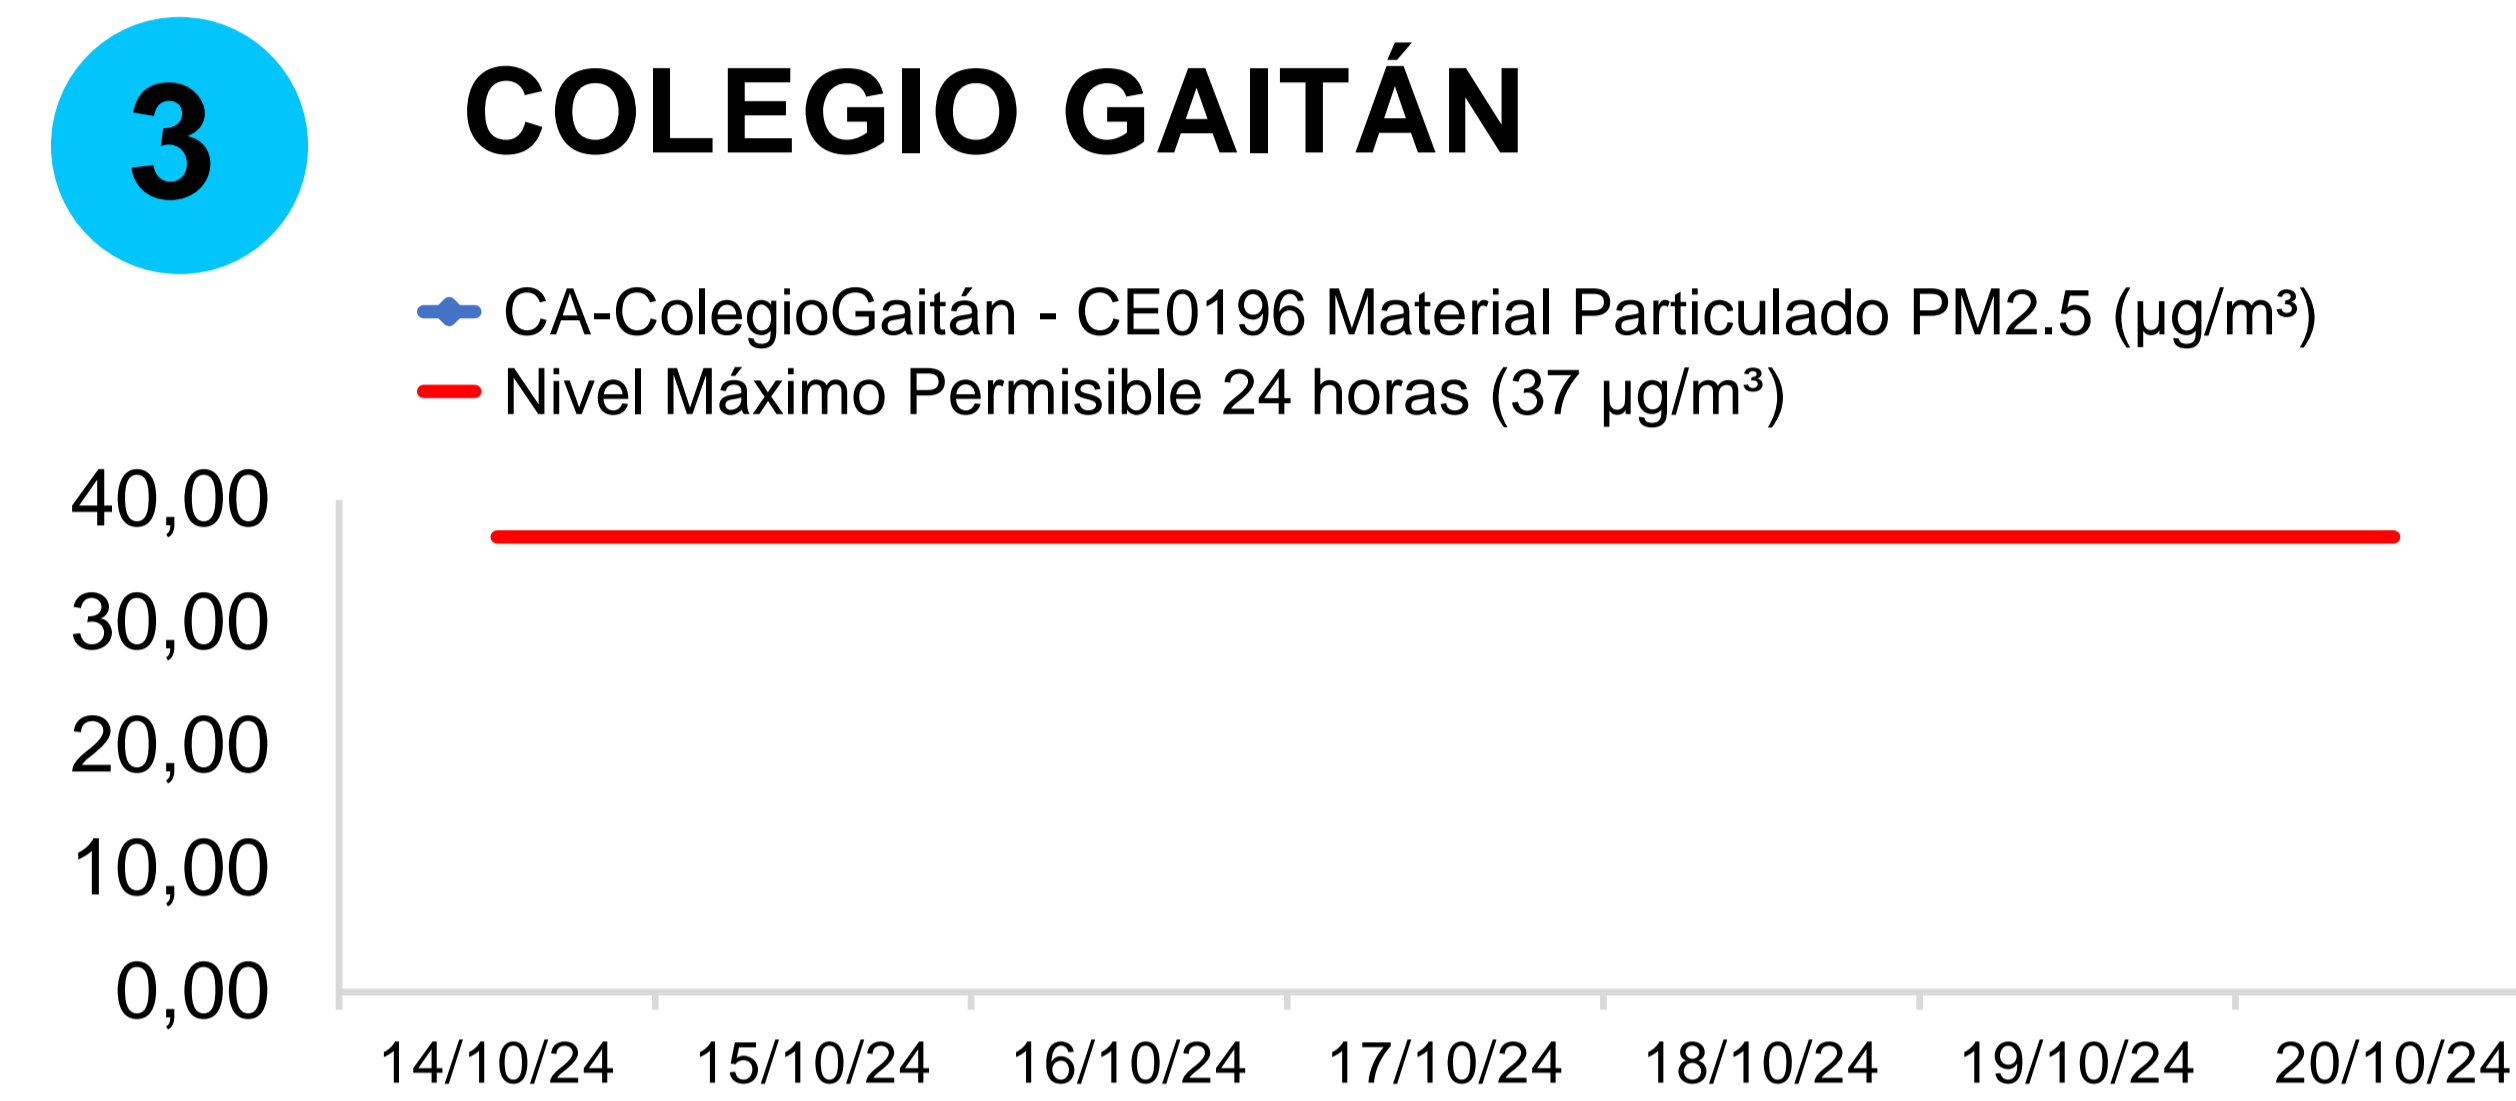 3
COLEGIO GAITÁN
CA-ColegioGaitán - CE0196 Material Particulado PM2.5 (µg/m³)
Nivel Máximo Permisible 24 horas (37 µg/m³)
40,00
30,00
20,00
10,00
0,00
14/10/24 15/10/24 16/10/24 17/10/24 18/10/24 19/10/24 20/10/24